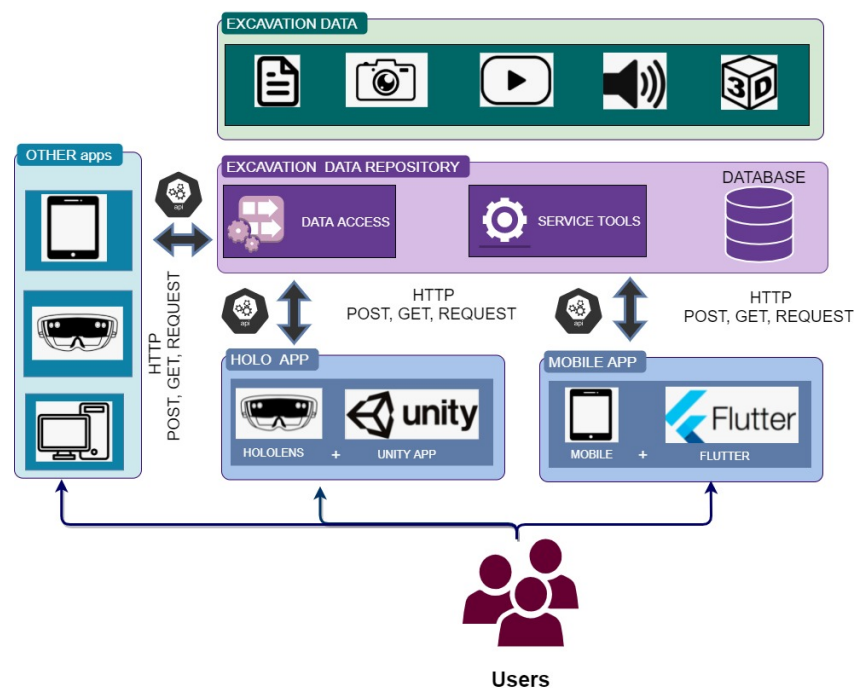 EXCAVATION DATA
3D
OTHER apps
api
EXCAVATION DATA REPOSITORY
DATA ACCESS
SERVICE TOOLS
DATABASE
HTTP
POST, GET, REQUEST
api
HTTP
POST, GET, REQUEST
api
HTTP
POST, GET, REQUEST
HOLO APP
unity
HOLOLENS + UNITY APP
MOBILE APP
Flutter
MOBILE + FLUTTER
Users